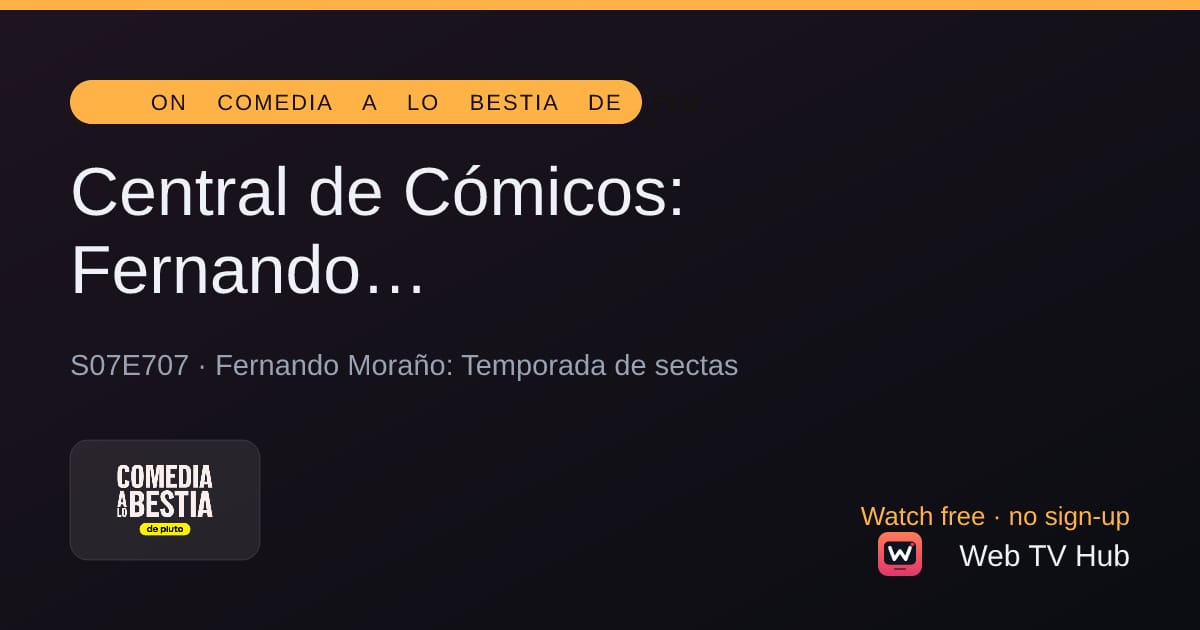 ON COMEDIA A LO BESTIA DE
Central de Cómicos:
Fernando…
S07E707 · Fernando Moraño: Temporada de sectas
COMEDIA
A LO BESTIA
de pluto
Watch free · no sign-up
W
Web TV Hub